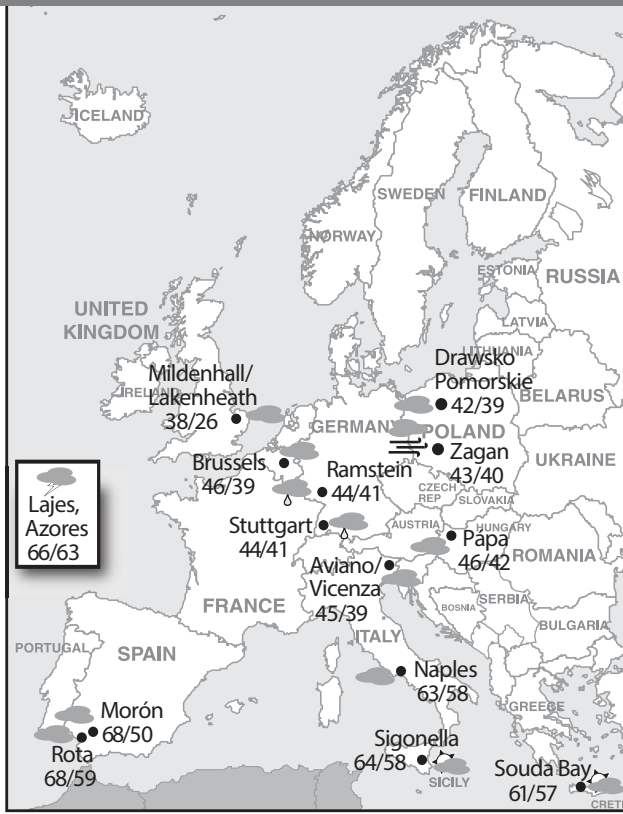 ICELAND
SWEDEN
FINLAND
NORWAY
ESTONIA
RUSSIA
LATVIA
LITHUANIA
UNITED
KINGDOM
IRELAND
Mildenhall/
Lakenheath
38/26
Drawsko
Pomorskie
42/39
BELARUS
GERMANY
POLAND
Zagan
43/40
UKRAINE
Brussels
46/39
Ramstein
44/41
CZECH
REP
SLOVAKIA
Lajes,
Azores
66/63
Stuttgart
44/41
AUSTRIA
HUNGARY
Pápa
46/42
ROMANIA
Aviano/
Vicenza
45/39
FRANCE
BOSNIA
SERBIA
BULGARIA
ITALY
PORTUGAL
SPAIN
Naples
63/58
GREECE
Morón
68/50
Rota
68/59
Sigonella
64/58
SICILY
Souda Bay
61/57
CRETE